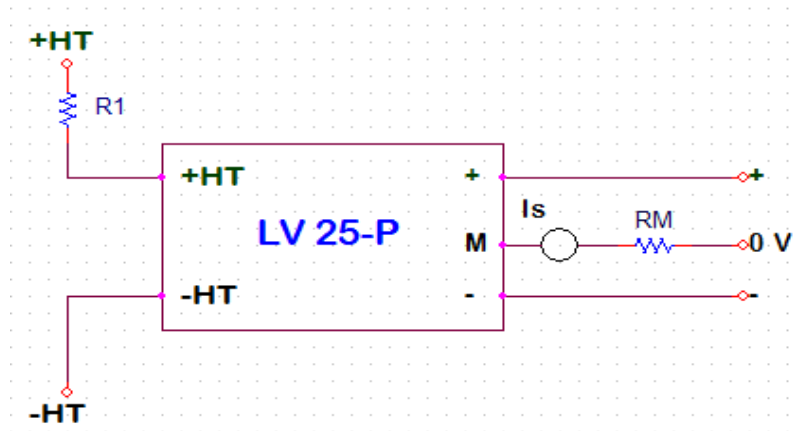 +HT
R1
+HT
+
+
LV 25-P
Is
RM
M
0 V
-HT
-
-
-HT